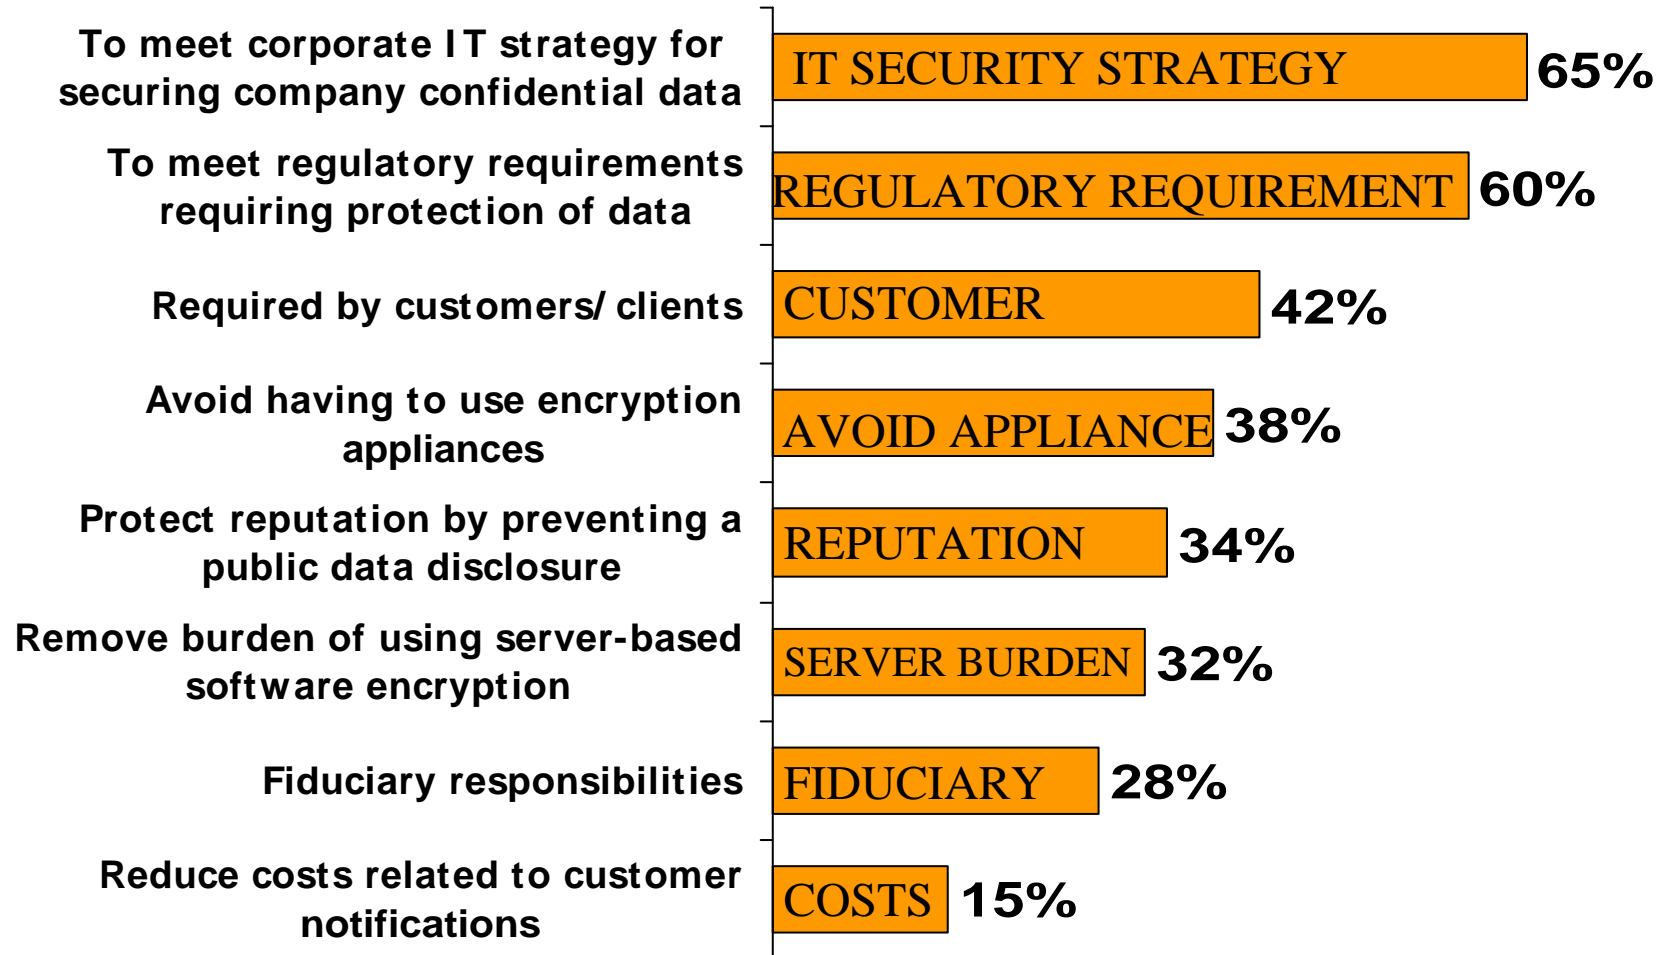 To meet corporate IT strategy for
securing company confidential data
IT SECURITY STRATEGY 65%
To meet regulatory requirements
requiring protection of data
REGULATORY REQUIREMENT 60%
Required by customers/ clients
CUSTOMER 42%
Avoid having to use encryption
appliances
AVOID APPLIANCE 38%
Protect reputation by preventing a
public data disclosure
REPUTATION 34%
Remove burden of using server-based
software encryption
SERVER BURDEN 32%
Fiduciary responsibilities
FIDUCIARY 28%
Reduce costs related to customer
notifications
COSTS 15%